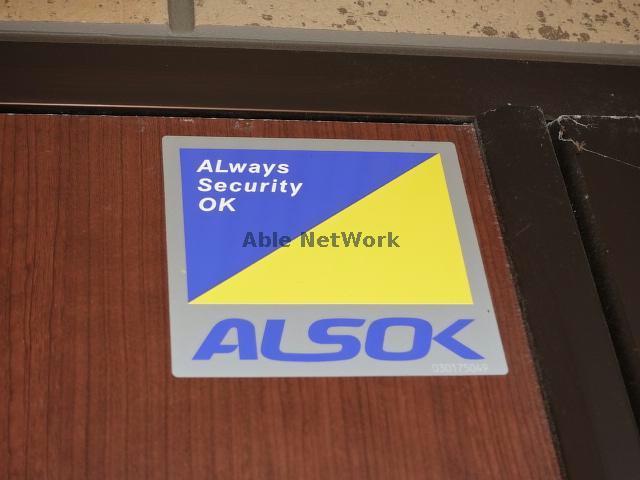 ALways
Security
OK
Able NetWork
ALSOK
030175049